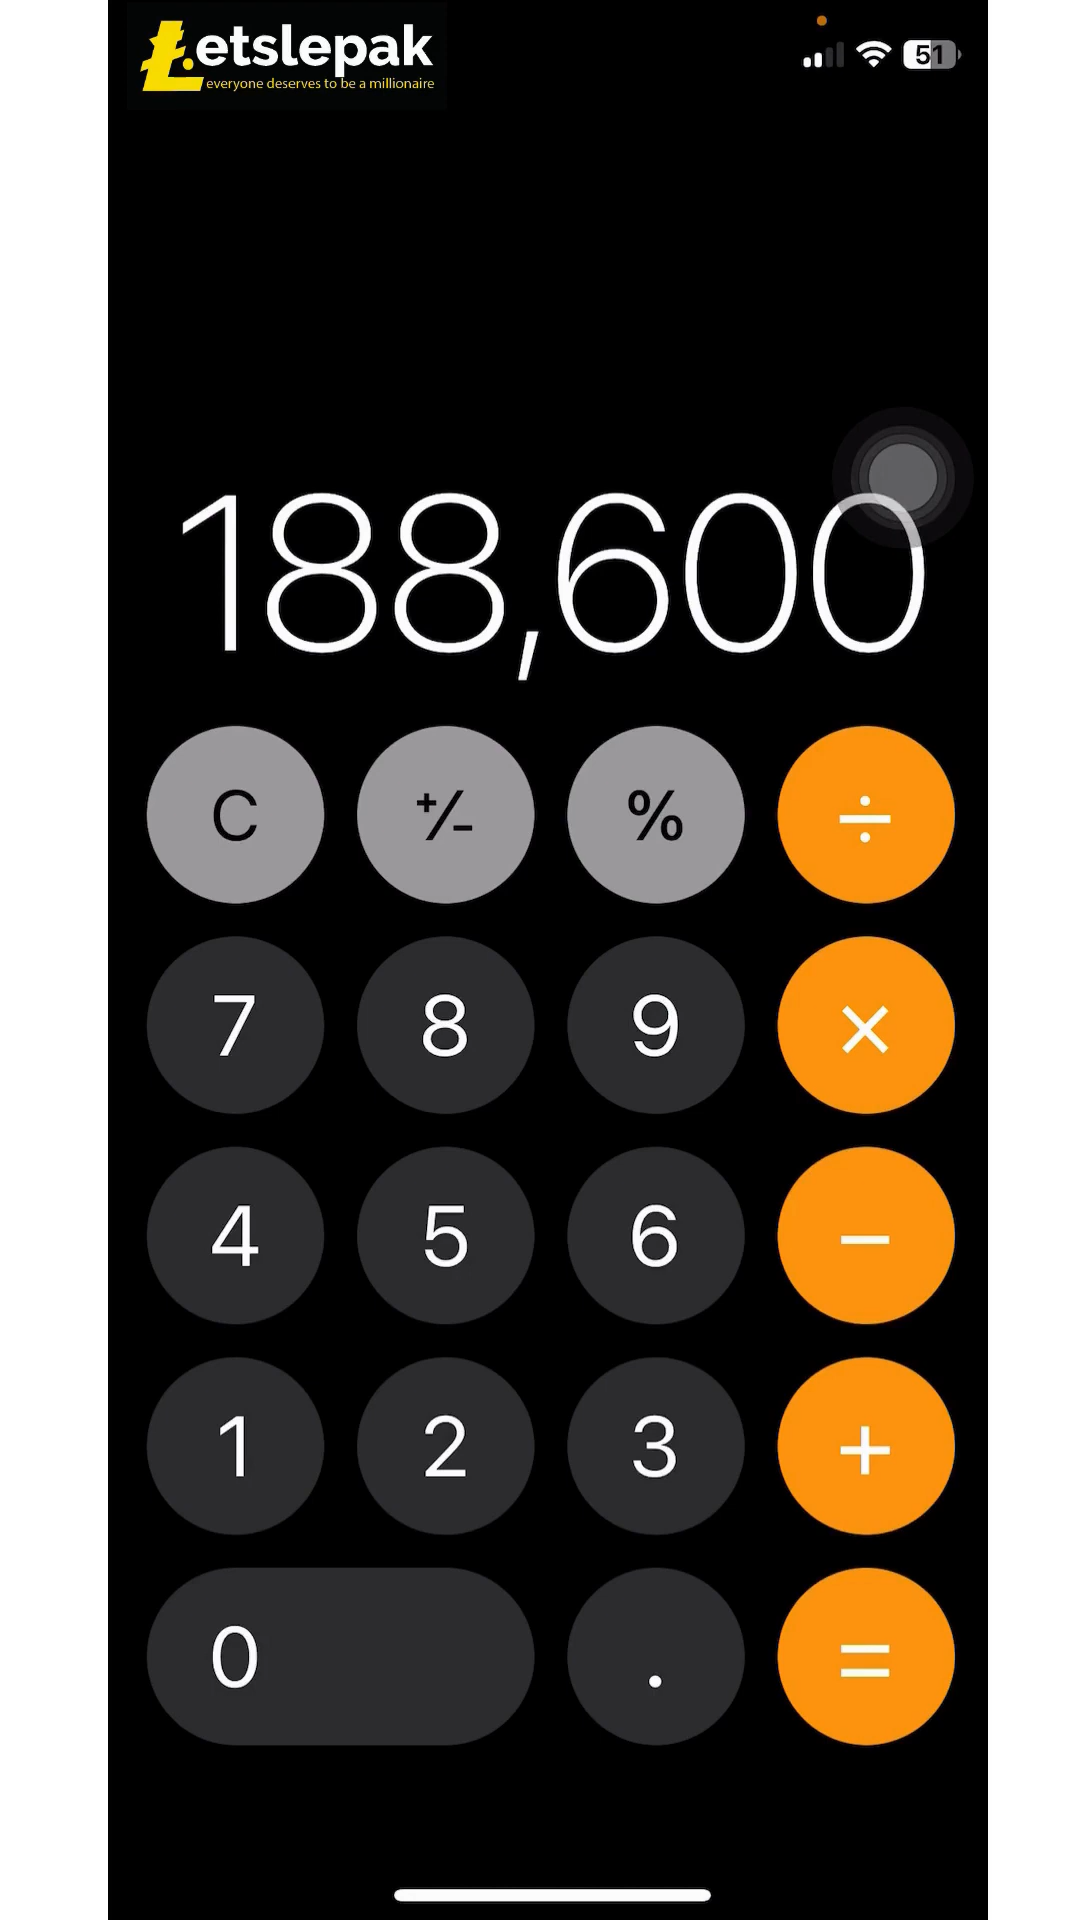 Letslepak
everyone deserves to be a millionaire
51
188,600
C +/- % ÷
7 8 9 ×
4 5 6 −
1 2 3 +
0 . =